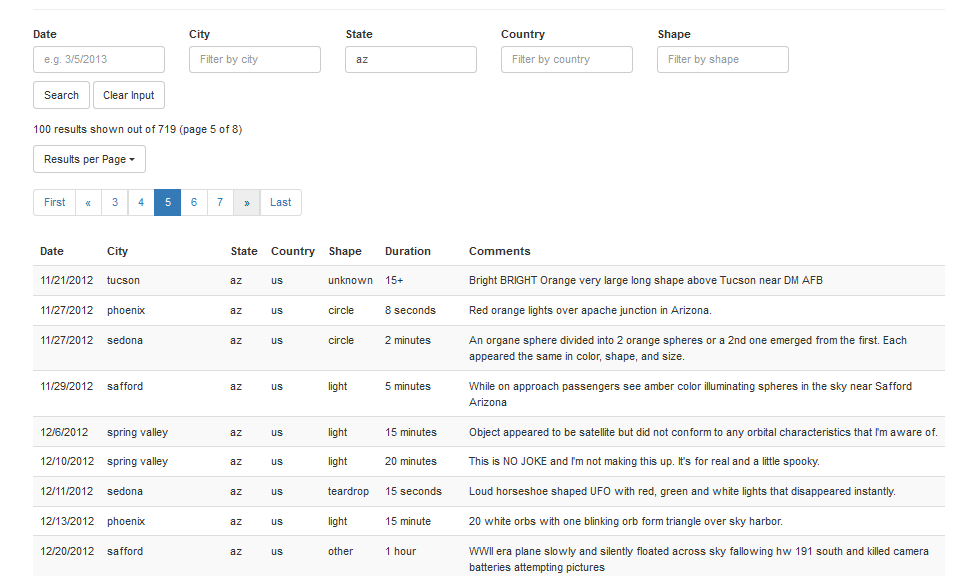 Date City State Country Shape
e.g. 3/5/2013 Filter by city az Filter by country Filter by shape
Search Clear Input
100 results shown out of 719 (page 5 of 8)
Results per Page
First « 3 4 5 6 7 » Last
Date City State Country Shape Duration Comments
11/21/2012 tucson az us unknown 15+ Bright BRIGHT Orange very large long shape above Tucson near DM AFB
11/27/2012 phoenix az us circle 8 seconds Red orange lights over apache junction in Arizona.
11/27/2012 sedona az us circle 2 minutes An organe sphere divided into 2 orange spheres or a 2nd one emerged from the first. Each
appeared the same in color, shape, and size.
11/29/2012 safford az us light 5 minutes While on approach passengers see amber color illuminating spheres in the sky near Safford
Arizona
12/6/2012 spring valley az us light 15 minutes Object appeared to be satellite but did not conform to any orbital characteristics that I'm aware of.
12/10/2012 spring valley az us light 20 minutes This is NO JOKE and I'm not making this up. It's for real and a little spooky.
12/11/2012 sedona az us teardrop 15 seconds Loud horseshoe shaped UFO with red, green and white lights that disappeared instantly.
12/13/2012 phoenix az us light 15 minute 20 white orbs with one blinking orb form triangle over sky harbor.
12/20/2012 safford az us other 1 hour WWII era plane slowly and silently floated across sky fallowing hw 191 south and killed camera
batteries attempting pictures